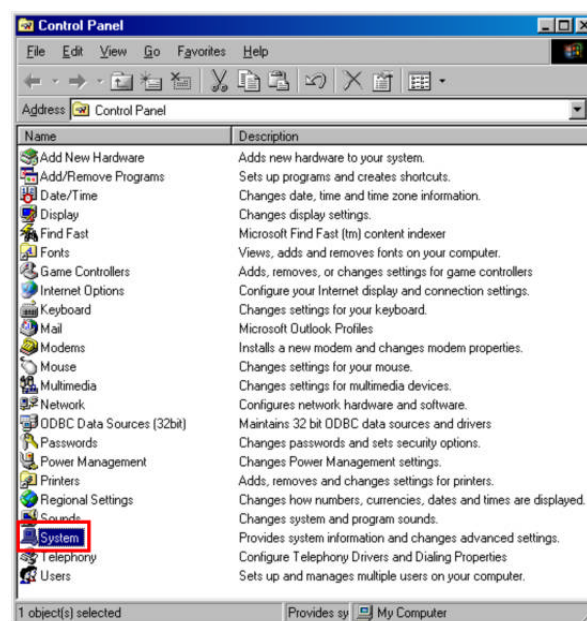 Control Panel
File Edit View Go Favorites Help
Address Control Panel
Name Description
Add New Hardware Adds new hardware to your system.
Add/Remove Programs Sets up programs and creates shortcuts.
Date/Time Changes date, time and time zone information.
Display Changes display settings.
Find Fast Microsoft Find Fast (tm) content indexer
Fonts Views, adds and removes fonts on your computer.
Game Controllers Adds, removes, or changes settings for game controllers
Internet Options Configure your Internet display and connection settings.
Keyboard Changes settings for your keyboard.
Mail Microsoft Outlook Profiles
Modems Installs a new modem and changes modem properties.
Mouse Changes settings for your mouse.
Multimedia Changes settings for multimedia devices.
Network Configures network hardware and software.
ODBC Data Sources (32bit) Maintains 32 bit ODBC data sources and drivers
Passwords Changes passwords and sets security options.
Power Management Changes Power Management settings.
Printers Adds, removes and changes settings for printers.
Regional Settings Changes how numbers, currencies, dates and times are displayed.
Sounds Changes system and program sounds.
System Provides system information and changes advanced settings.
Telephony Configure Telephony Drivers and Dialing Properties
Users Sets up and manages multiple users on your computer.
1 object(s) selected Provides sy My Computer